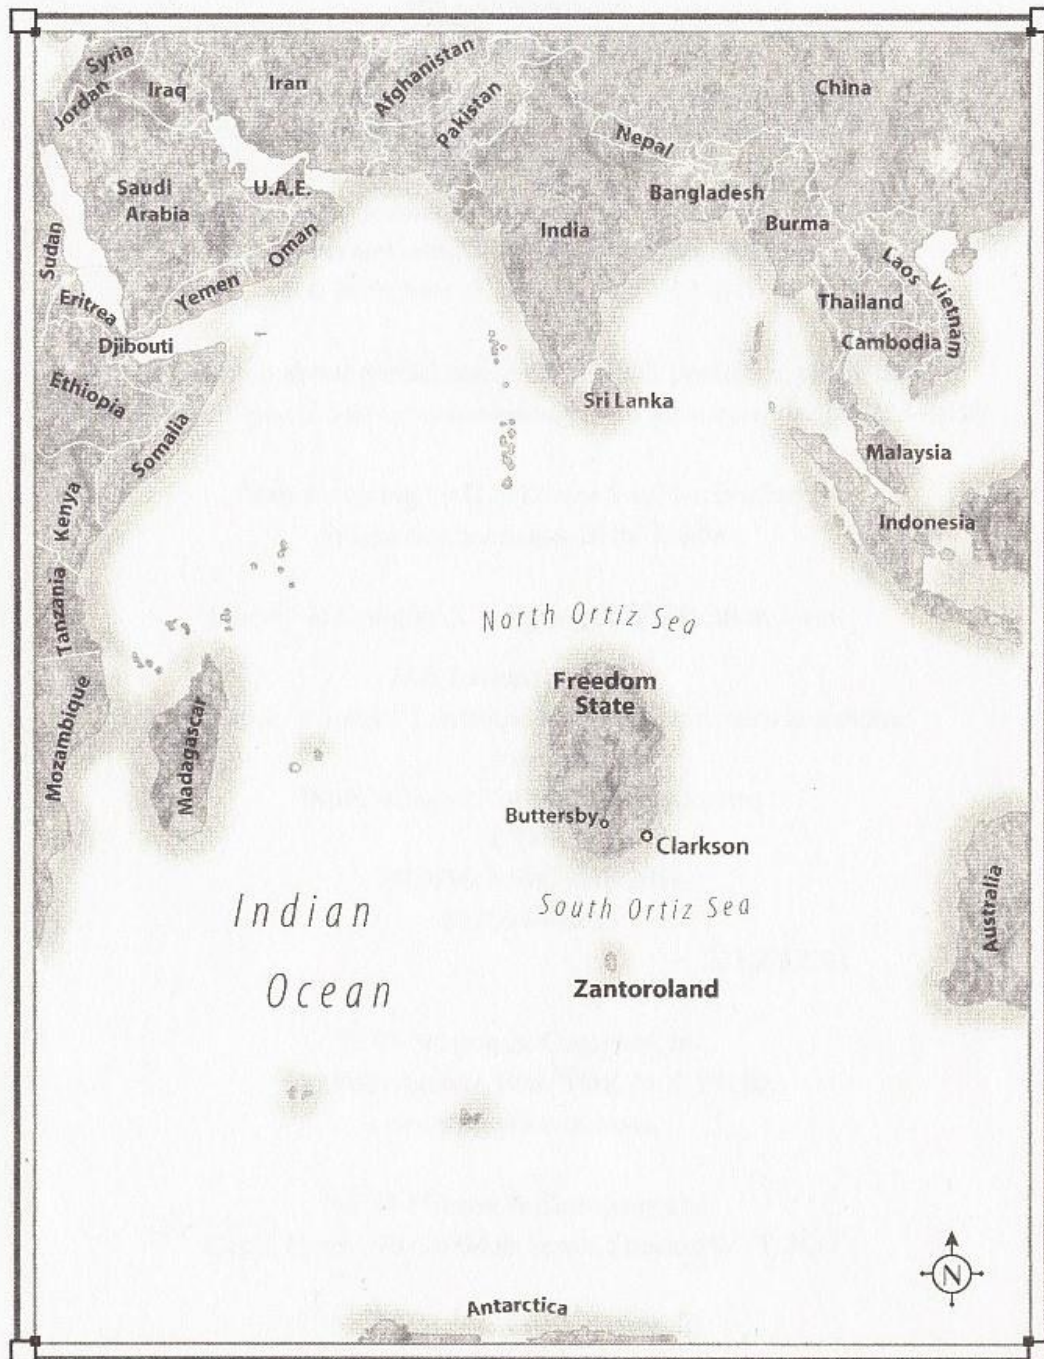 Syria
Jordan
Iraq
Iran
Afghanistan
Pakistan
China
Nepal
Saudi
Arabia
U.A.E.
Bangladesh
India
Burma
Sudan
Oman
Yemen
Eritrea
Laos
Vietnam
Thailand
Djibouti
Cambodia
Ethiopia
Sri Lanka
Somalia
Malaysia
Kenya
Indonesia
Tanzania
North Ortiz Sea
Freedom
State
Mozambique
Madagascar
Buttersby
Clarkson
Indian
Ocean
South Ortiz Sea
Australia
Zantoroland
N
Antarctica